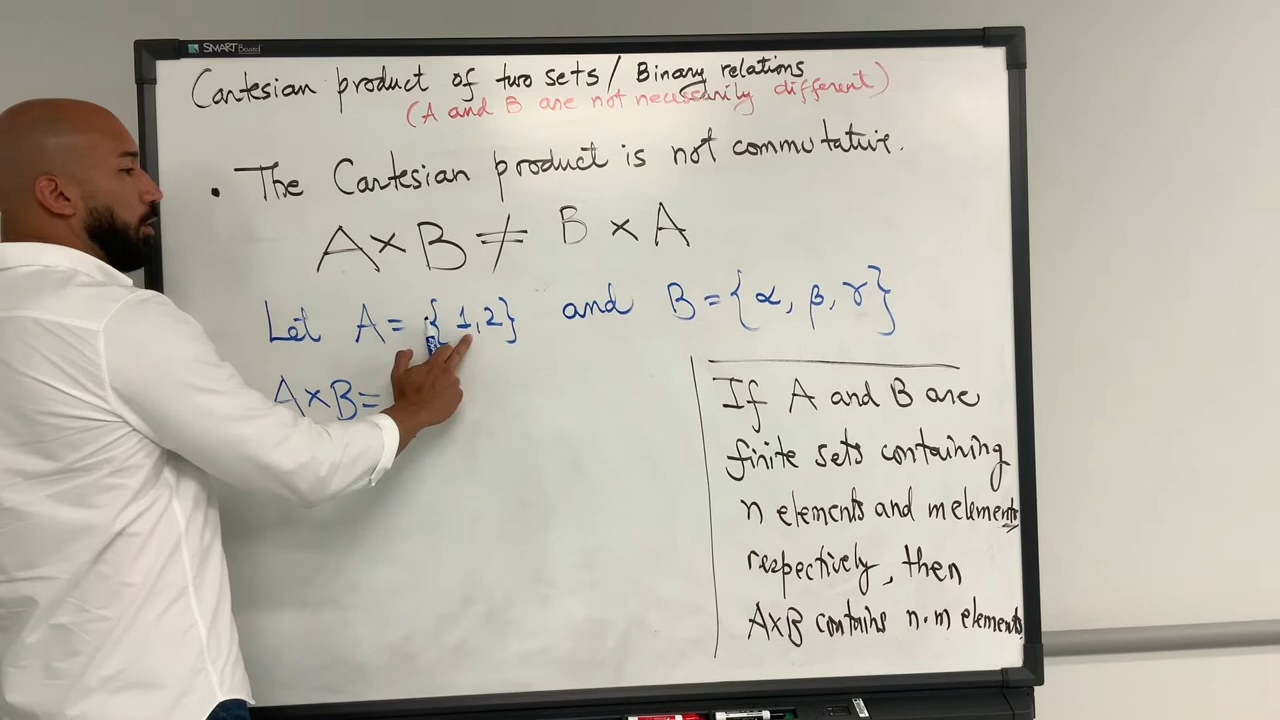 SMART Board
Cartesian product of two sets / Binary relations
(A and B are not necessarily different)
• The Cartesian product is not commutative.
A × B ≠ B × A
Let A = { 1, 2 } and B = { α, β, γ }
A × B =
If A and B are
finite sets containing
n elements and m elements
respectively, then
A×B contains n·m elements.